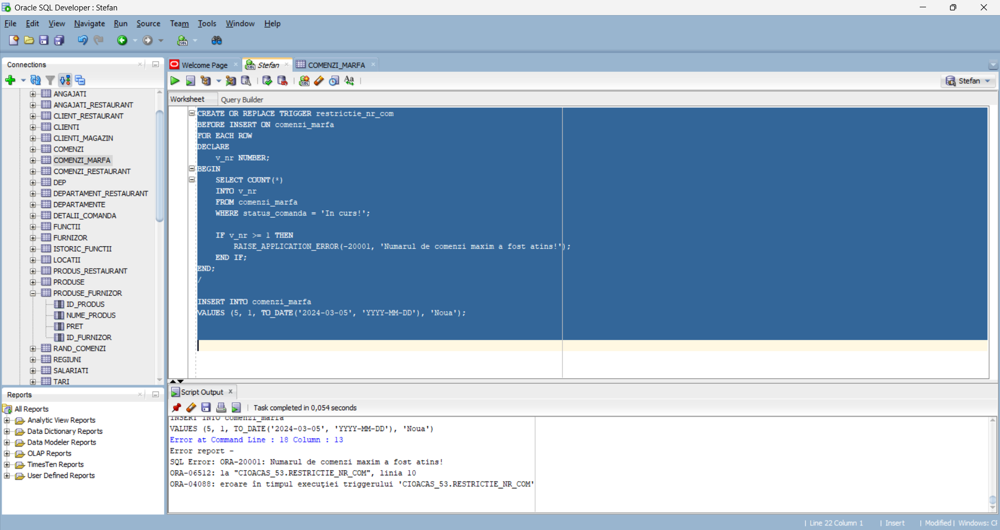 Oracle SQL Developer : Stefan
File Edit View Navigate Run Source Team Tools Window Help
Connections
Welcome Page
Stefan
COMENZI_MARFA
Stefan
Worksheet
Query Builder
ANGAJATI
ANGAJATI_RESTAURANT
CLIENT_RESTAURANT
CLIENTI
CLIENTI_MAGAZIN
COMENZI
COMENZI_MARFA
COMENZI_RESTAURANT
DEP
DEPARTAMENT_RESTAURANT
DEPARTAMENTE
DETALII_COMANDA
FUNCTII
FURNIZOR
ISTORIC_FUNCTII
LOCATII
PRODUS_RESTAURANT
PRODUSE
PRODUSE_FURNIZOR
ID_PRODUS
NUME_PRODUS
PRET
ID_FURNIZOR
RAND_COMENZI
REGIUNI
SALARIATI
TARI
CREATE OR REPLACE TRIGGER restrictie_nr_com
BEFORE INSERT ON comenzi_marfa
FOR EACH ROW
DECLARE
v_nr NUMBER;
BEGIN
SELECT COUNT(*)
INTO v_nr
FROM comenzi_marfa
WHERE status_comanda = 'In curs!';
IF v_nr >= 1 THEN
RAISE_APPLICATION_ERROR(-20001, 'Numarul de comenzi maxim a fost atins!');
END IF;
END;
/
INSERT INTO comenzi_marfa
VALUES (5, 1, TO_DATE('2024-03-05', 'YYYY-MM-DD'), 'Noua');
Reports
All Reports
Analytic View Reports
Data Dictionary Reports
Data Modeler Reports
OLAP Reports
TimesTen Reports
User Defined Reports
Script Output
Task completed in 0,054 seconds
INSERT INTO comenzi_marfa
VALUES (5, 1, TO_DATE('2024-03-05', 'YYYY-MM-DD'), 'Noua')
Error at Command Line : 18 Column : 13
Error report -
SQL Error: ORA-20001: Numarul de comenzi maxim a fost atins!
ORA-06512: la "CIOACAS_53.RESTRICTIE_NR_COM", linia 10
ORA-04088: eroare în timpul execuţiei triggerului 'CIOACAS_53.RESTRICTIE_NR_COM'
Line 22 Column 1 | Insert | Modified | Windows: